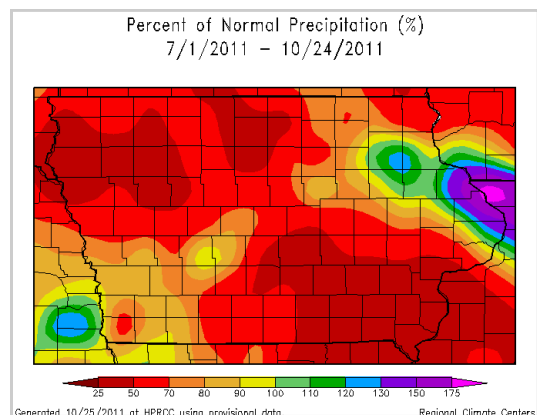 Percent of Normal Precipitation (%)
7/1/2011 – 10/24/2011
25 50 70 80 90 100 110 120 130 150 175
Generated 10/25/2011 at HPRCC using provisional data. Regional Climate Centers